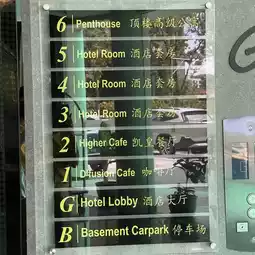 6 Penthouse 顶楼高级公寓
5 Hotel Room 酒店套房
4 Hotel Room 酒店套房
3 Hotel Room 酒店套房
2 Higher Cafe 凯皇餐厅
1 D'fusion Cafe 咖啡厅
G Hotel Lobby 酒店大厅
B Basement Carpark 停车场
G